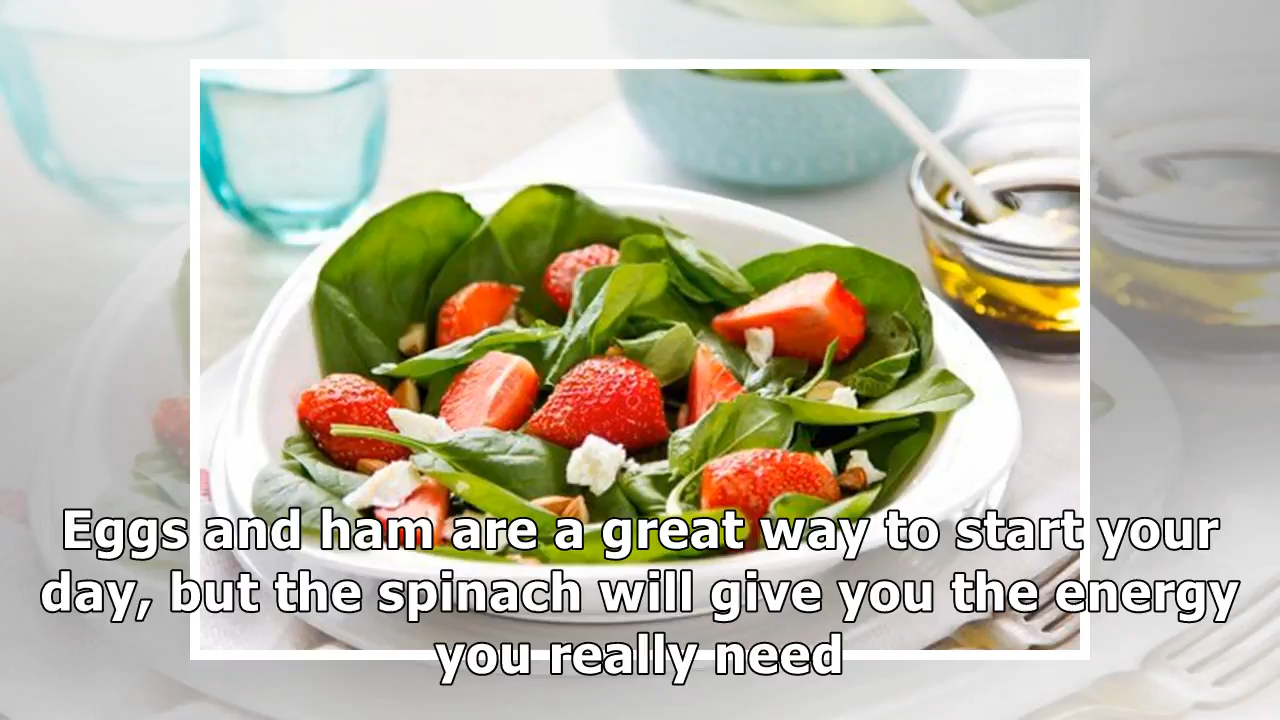 Eggs and ham are a great way to start your
day, but the spinach will give you the energy
you really need